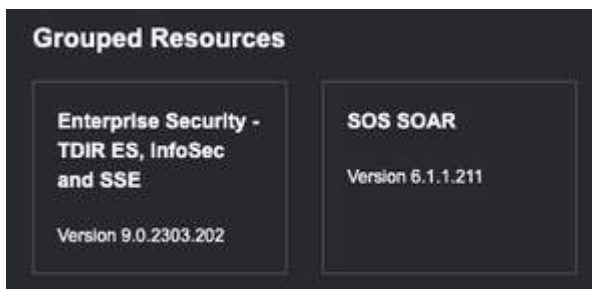 Grouped Resources
Enterprise Security -
TDIR ES, InfoSec
and SSE
Version 9.0.2303.202
SOS SOAR
Version 6.1.1.211